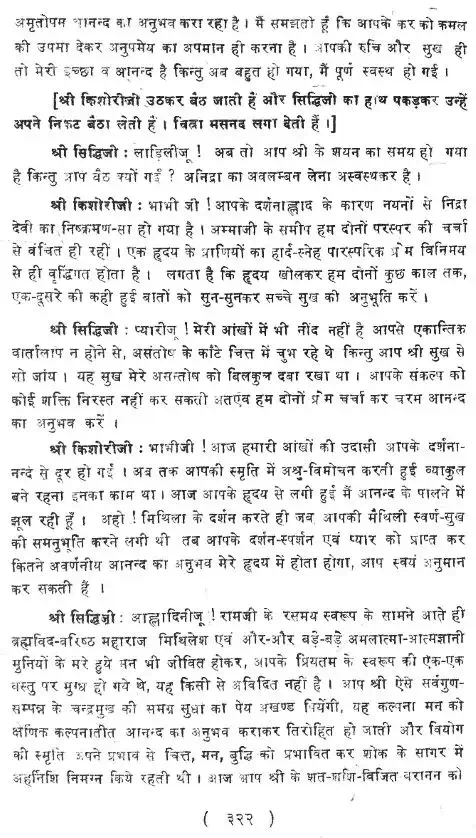 अमृतोपम आनन्द का अनुभव करा रहा है । मैं समझता हूँ कि आपके कर को कमल
की उपमा देकर अनुपमेय का अपमान ही करना है । आपकी रुचि और सुख ही
तो मेरी इच्छा व आनन्द है किन्तु अब बहुत हो गया, मैं पूर्ण स्वस्थ हो गई ।
[श्री किशोरीजी उठकर बैठ जाती हैं और सिद्धिजी का हाथ पकड़कर उन्हें
अपने निकट बैठा लेती हैं । चित्रा मसनद लगा देती हैं ।]
श्री सिद्धिजी : लाड़िलीजू ! अब तो आप श्री के शयन का समय हो गया
है किन्तु आप बैठ क्यों गईं ? अनिद्रा का अवलम्बन लेना अस्वस्थकर है ।
श्री किशोरीजी : भाभी जी ! आपके दर्शनाह्लाद के कारण नयनों से निद्रा
देवी का निष्क्रमण-सा हो गया है । अम्माजी के समीप हम दोनों परस्पर की चर्चा
से वंचित ही रहीं । एक हृदय के प्राणियों का हार्द-स्नेह पारस्परिक प्रेम विनिमय
से ही वृद्धिगत होता है । लगता है कि हृदय खोलकर हम दोनों कुछ काल तक,
एक-दूसरे की कही हुई बातों को सुन-सुनकर सच्चे सुख की अनुभूति करें ।
श्री सिद्धिजी : प्यारीजू ! मेरी आंखों में भी नींद नहीं है आपसे एकान्तिक
वार्तालाप न होने से, असंतोष के काँटे चित्त में चुभ रहे थे किन्तु आप श्री सुख से
सो जांय । यह सुख मेरे असन्तोष को बिलकुल दबा रखा था । आपके संकल्प को
कोई शक्ति निरस्त नहीं कर सकती अतएव हम दोनों प्रेम चर्चा कर चरम आनन्द
का अनुभव करें ।
श्री किशोरीजी : भाभीजी ! आज हमारी आंखों की उदासी आपके दर्शना-
नन्द से दूर हो गई । अब तक आपकी स्मृति में अश्रु-विमोचन करती हुई व्याकुल
बने रहना इनका काम था । आज आपके हृदय से लगी हुई मैं आनन्द के पालने में
झूल रही हूँ । अहो ! मिथिला के दर्शन करते ही जब आपकी मैथिली स्वर्ण-सुख
की समनुभूति करने लगी थी तब आपके दर्शन-स्पर्शन एवं प्यार को प्राप्त कर
कितने अवर्णनीय आनन्द का अनुभव मेरे हृदय में होता होगा, आप स्वयं अनुमान
कर सकती हैं ।
श्री सिद्धिजी : आह्लादिनीजू ! रामजी के रसमय स्वरूप के सामने आते ही
ब्रह्मविद-वरिष्ठ महाराज मिथिलेश एवं और-और बड़े-बड़े अमलात्मा-आत्मज्ञानी
मुनियों के मरे हुये मन भी जीवित होकर, आपके प्रियतम के स्वरूप की एक-एक
वस्तु पर मुग्ध हो गये थे, यह किसी से अविदित नहीं है । आप श्री ऐसे सर्वगुण-
सम्पन्न के चन्द्रमुख की समग्र सुधा का पेय अखण्ड पियेंगी, यह कल्पना मन को
क्षणिक कल्पनातीत आनन्द का अनुभव कराकर तिरोहित हो जाती और वियोग
की स्मृति अपने प्रभाव से चित्त, मन, बुद्धि को प्रभावित कर शोक के सागर में
अहर्निशि निमग्न किये रहती थी । आज आप श्री के शत-शशि-विजित वरानन को
( ३२२ )